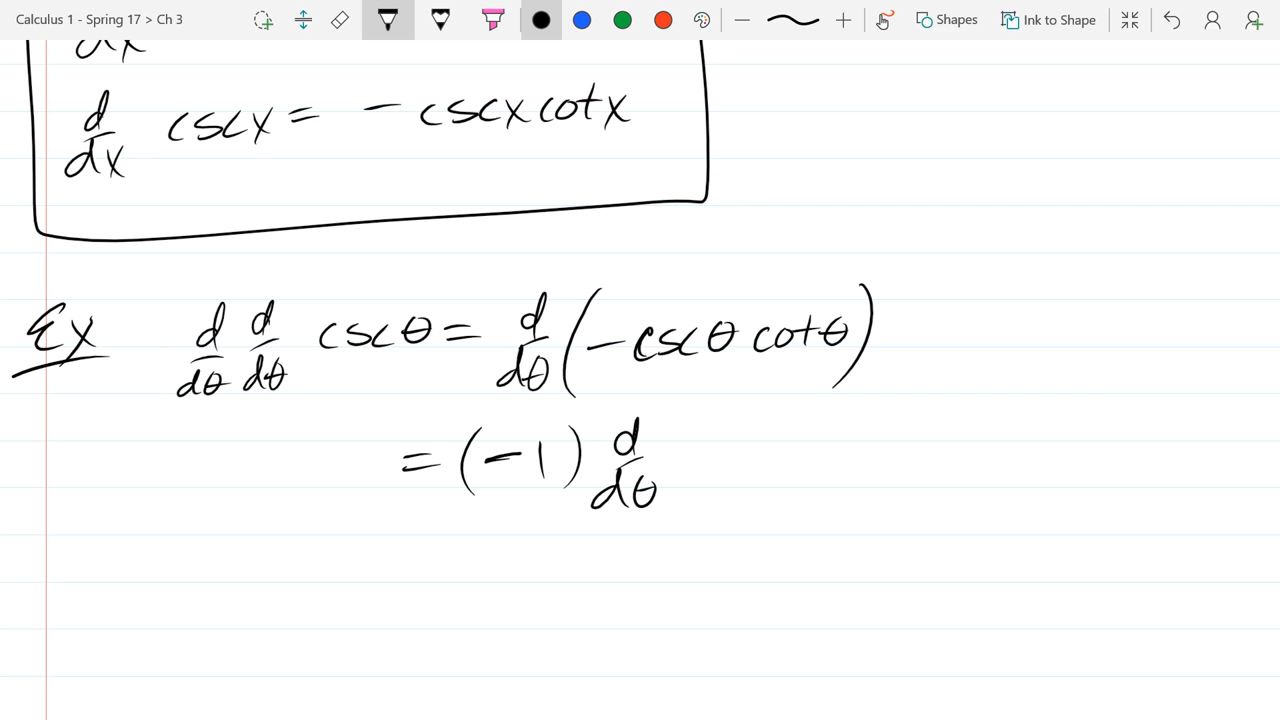 Calculus 1 - Spring 17 > Ch 3 Shapes Ink to Shape
dx
d/dx cscx = - cscx cotx
Ex d/dθ d/dθ cscθ = d/dθ (-cscθ cotθ)
= (-1) d/dθ